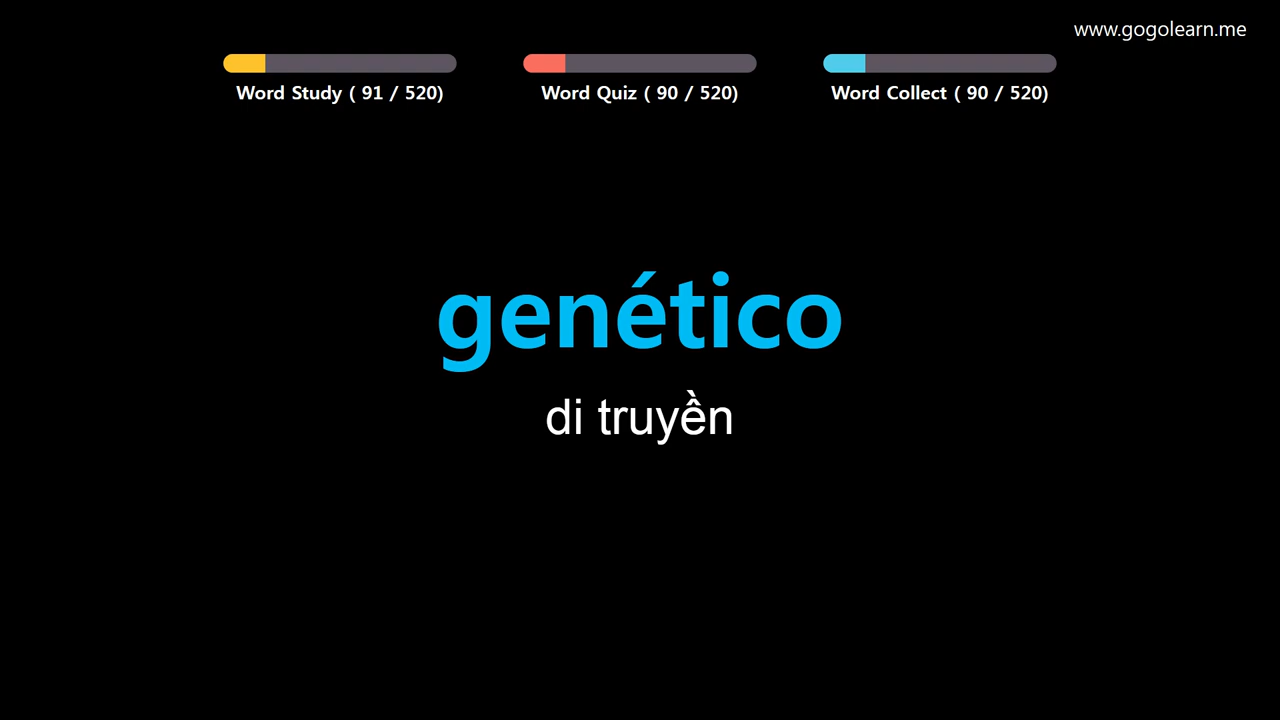 www.gogolearn.me
Word Study ( 91 / 520)
Word Quiz ( 90 / 520)
Word Collect ( 90 / 520)
genético
di truyền